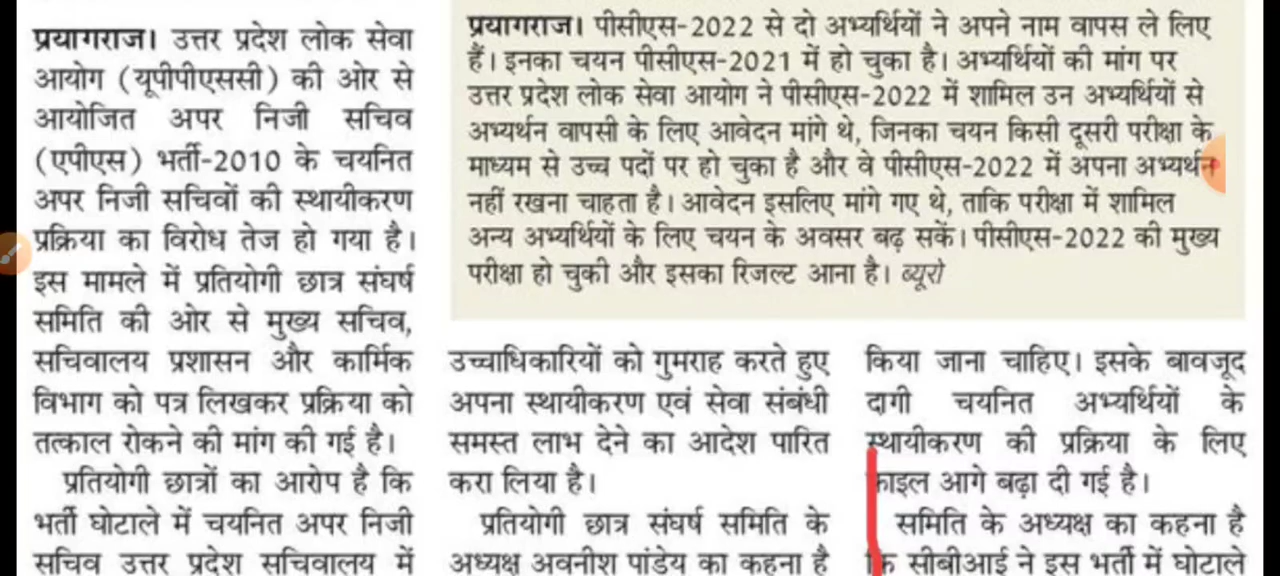 प्रयागराज। उत्तर प्रदेश लोक सेवा
आयोग (यूपीपीएससी) की ओर से
आयोजित अपर निजी सचिव
(एपीएस) भर्ती-2010 के चयनित
अपर निजी सचिवों की स्थायीकरण
प्रक्रिया का विरोध तेज हो गया है।
इस मामले में प्रतियोगी छात्र संघर्ष
समिति की ओर से मुख्य सचिव,
सचिवालय प्रशासन और कार्मिक
विभाग को पत्र लिखकर प्रक्रिया को
तत्काल रोकने की मांग की गई है।
प्रतियोगी छात्रों का आरोप है कि
भर्ती घोटाले में चयनित अपर निजी
सचिव उत्तर प्रदेश सचिवालय में
प्रयागराज। पीसीएस-2022 से दो अभ्यर्थियों ने अपने नाम वापस ले लिए
हैं। इनका चयन पीसीएस-2021 में हो चुका है। अभ्यर्थियों की मांग पर
उत्तर प्रदेश लोक सेवा आयोग ने पीसीएस-2022 में शामिल उन अभ्यर्थियों से
अभ्यर्थन वापसी के लिए आवेदन मांगे थे, जिनका चयन किसी दूसरी परीक्षा के
माध्यम से उच्च पदों पर हो चुका है और वे पीसीएस-2022 में अपना अभ्यर्थन
नहीं रखना चाहता है। आवेदन इसलिए मांगे गए थे, ताकि परीक्षा में शामिल
अन्य अभ्यर्थियों के लिए चयन के अवसर बढ़ सकें। पीसीएस-2022 की मुख्य
परीक्षा हो चुकी और इसका रिजल्ट आना है। ब्यूरो
उच्चाधिकारियों को गुमराह करते हुए
अपना स्थायीकरण एवं सेवा संबंधी
समस्त लाभ देने का आदेश पारित
करा लिया है।
प्रतियोगी छात्र संघर्ष समिति के
अध्यक्ष अवनीश पांडेय का कहना है
किया जाना चाहिए। इसके बावजूद
दागी चयनित अभ्यर्थियों के
स्थायीकरण की प्रक्रिया के लिए
फाइल आगे बढ़ा दी गई है।
समिति के अध्यक्ष का कहना है
कि सीबीआई ने इस भर्ती में घोटाले